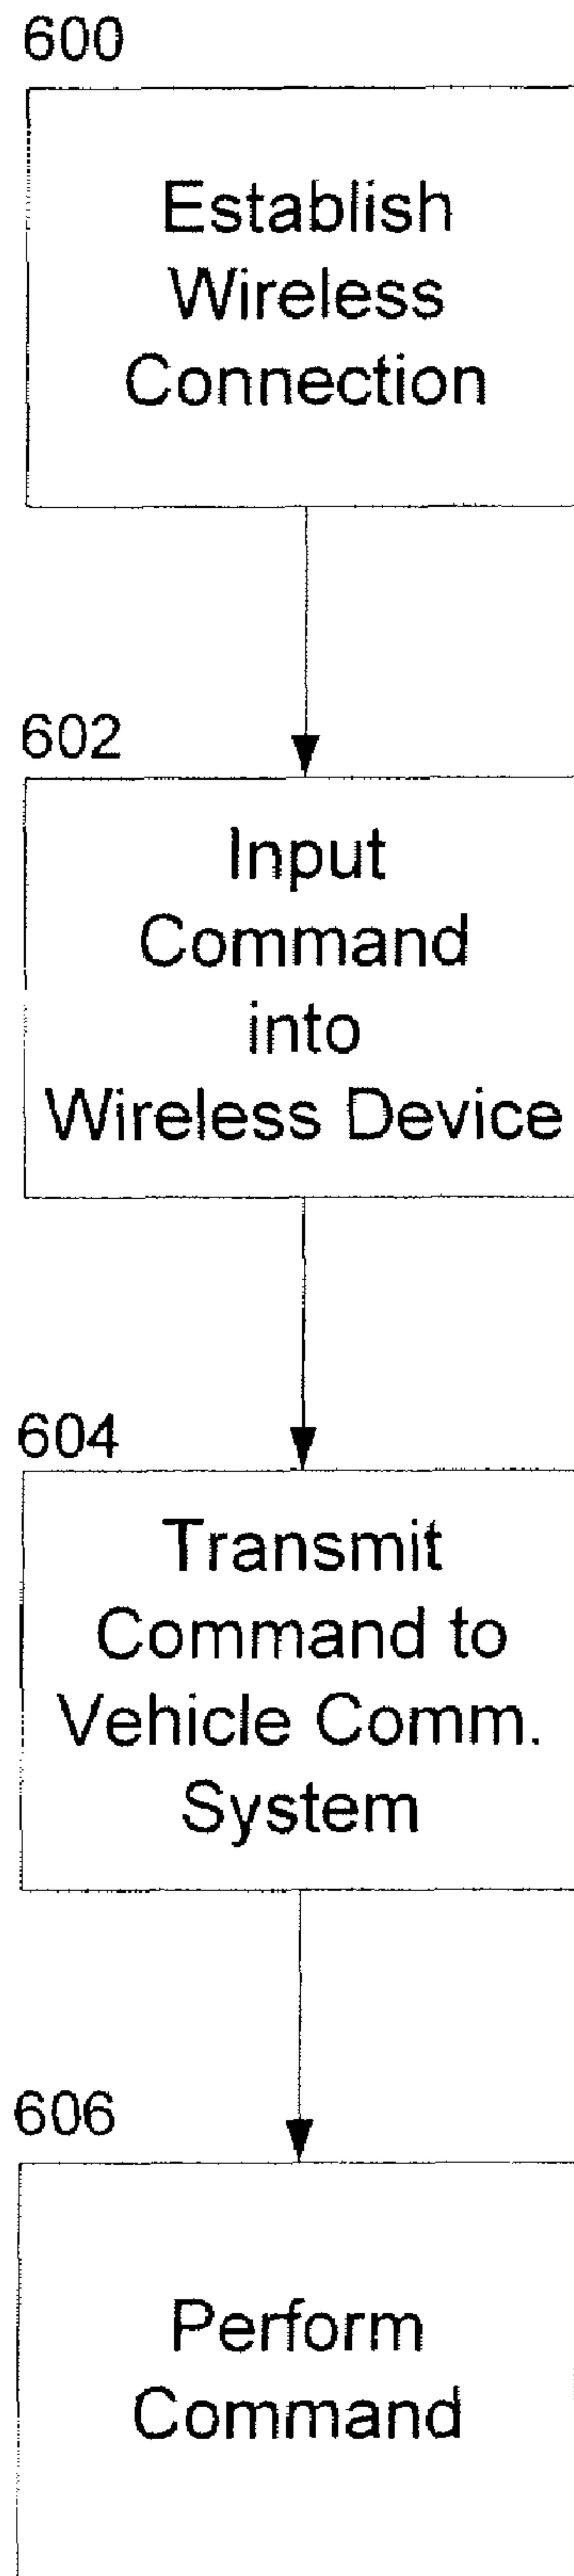 600
Establish
Wireless
Connection
602
Input
Command
into
Wireless Device
604
Transmit
Command to
Vehicle Comm.
System
606
Perform
Command